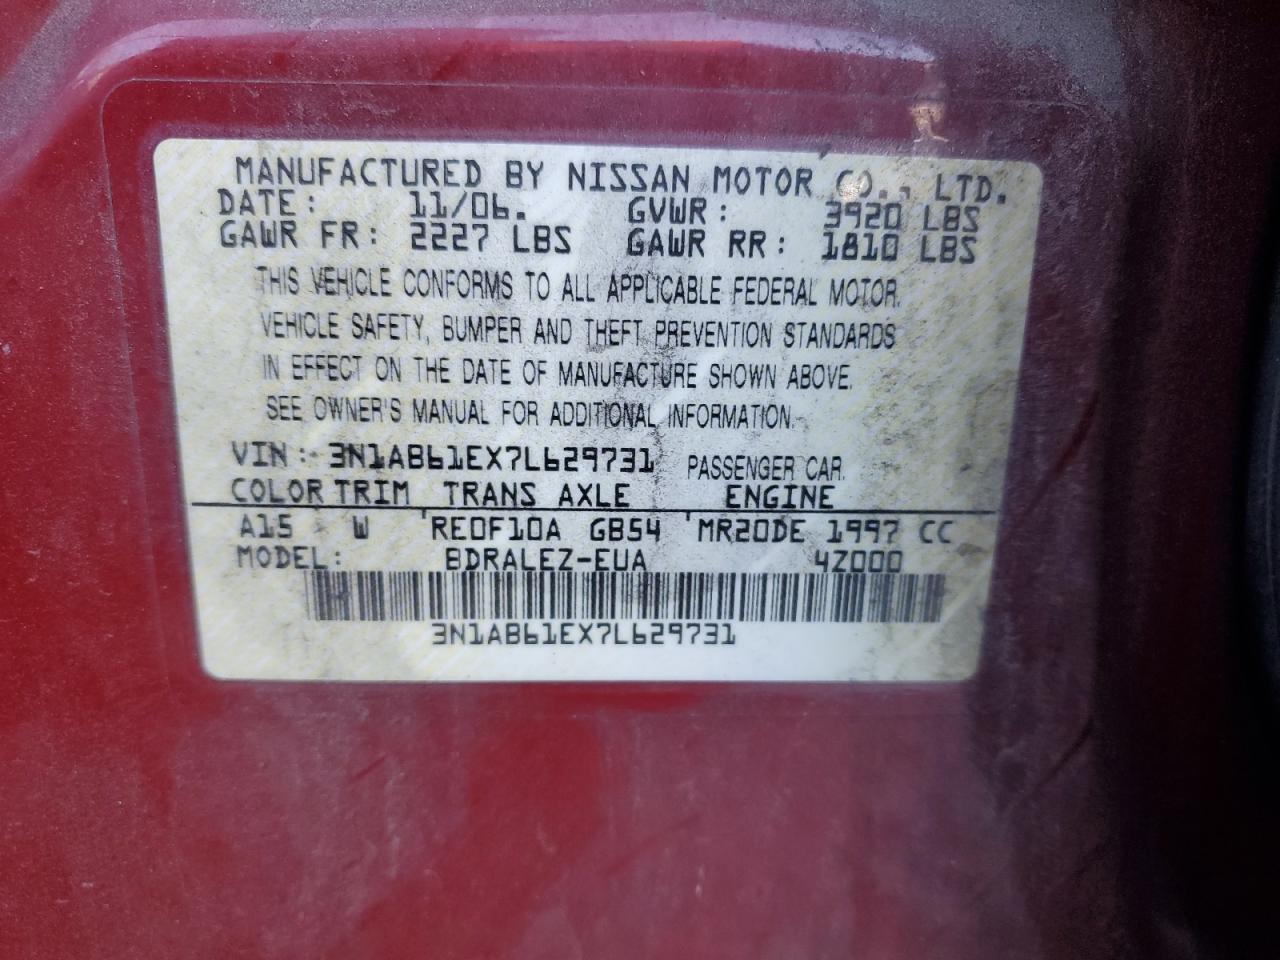 MANUFACTURED BY NISSAN MOTOR CO., LTD.
DATE: 11/06. GVWR: 3920 LBS
GAWR FR: 2227 LBS GAWR RR: 1810 LBS
THIS VEHICLE CONFORMS TO ALL APPLICABLE FEDERAL MOTOR
VEHICLE SAFETY, BUMPER AND THEFT PREVENTION STANDARDS
IN EFFECT ON THE DATE OF MANUFACTURE SHOWN ABOVE.
SEE OWNER'S MANUAL FOR ADDITIONAL INFORMATION.
VIN: 3N1AB61EX7L629731 PASSENGER CAR.
COLOR TRIM TRANS AXLE ENGINE
A15 W RE0F10A GB54 MR20DE 1997 CC
MODEL: BDRALEZ-EUA 4Z000
3N1AB61EX7L629731